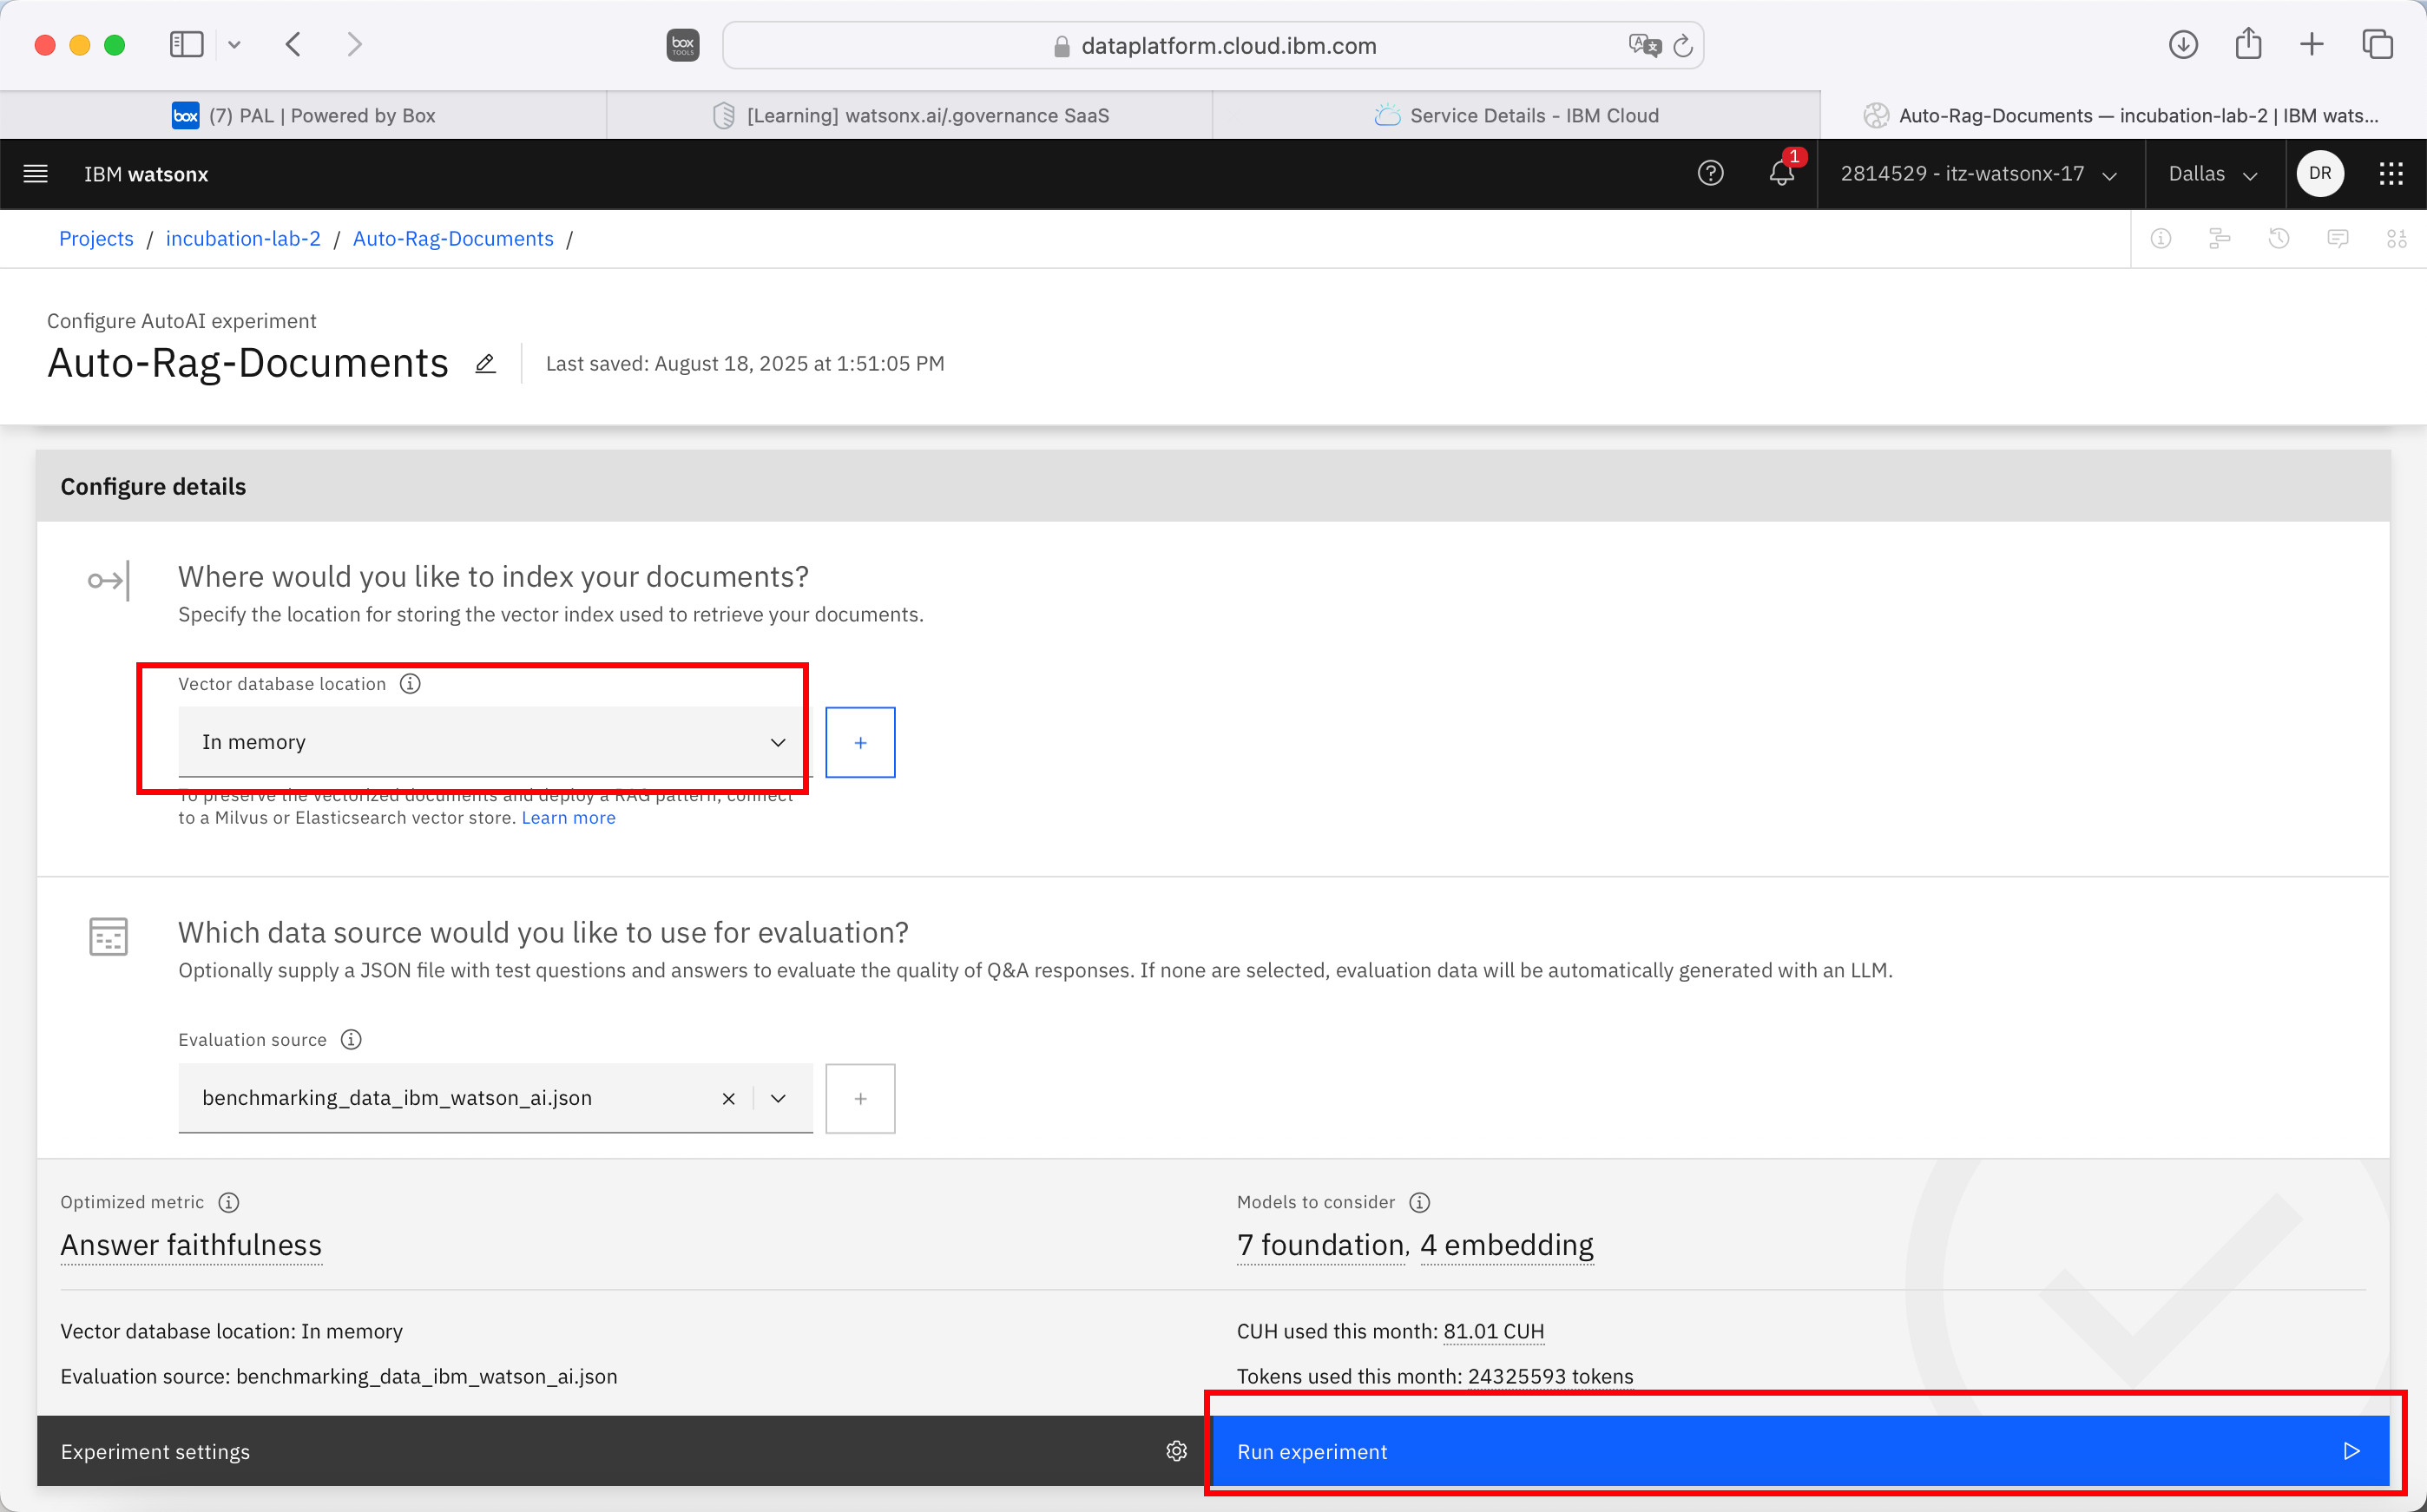 box
TOOLS
dataplatform.cloud.ibm.com
box (7) PAL | Powered by Box
[Learning] watsonx.ai/.governance SaaS
Service Details - IBM Cloud
Auto-Rag-Documents — incubation-lab-2 | IBM wats...
IBM watsonx
1
2814529 - itz-watsonx-17
Dallas
DR
Projects / incubation-lab-2 / Auto-Rag-Documents /
Configure AutoAI experiment
Auto-Rag-Documents
Last saved: August 18, 2025 at 1:51:05 PM
Configure details
Where would you like to index your documents?
Specify the location for storing the vector index used to retrieve your documents.
Vector database location
In memory
To preserve the vectorized documents and deploy a RAG pattern, connect
to a Milvus or Elasticsearch vector store. Learn more
Which data source would you like to use for evaluation?
Optionally supply a JSON file with test questions and answers to evaluate the quality of Q&A responses. If none are selected, evaluation data will be automatically generated with an LLM.
Evaluation source
benchmarking_data_ibm_watson_ai.json
Optimized metric
Answer faithfulness
Models to consider
7 foundation, 4 embedding
Vector database location: In memory
CUH used this month: 81.01 CUH
Evaluation source: benchmarking_data_ibm_watson_ai.json
Tokens used this month: 24325593 tokens
Experiment settings
Run experiment